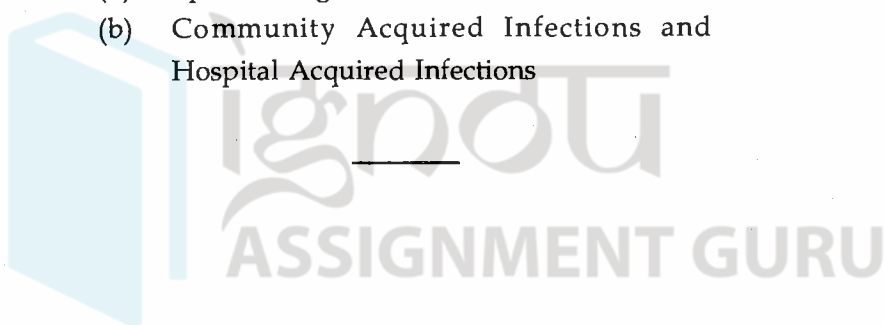 (b) Community Acquired Infections and
Hospital Acquired Infections
ignou
ASSIGNMENT GURU